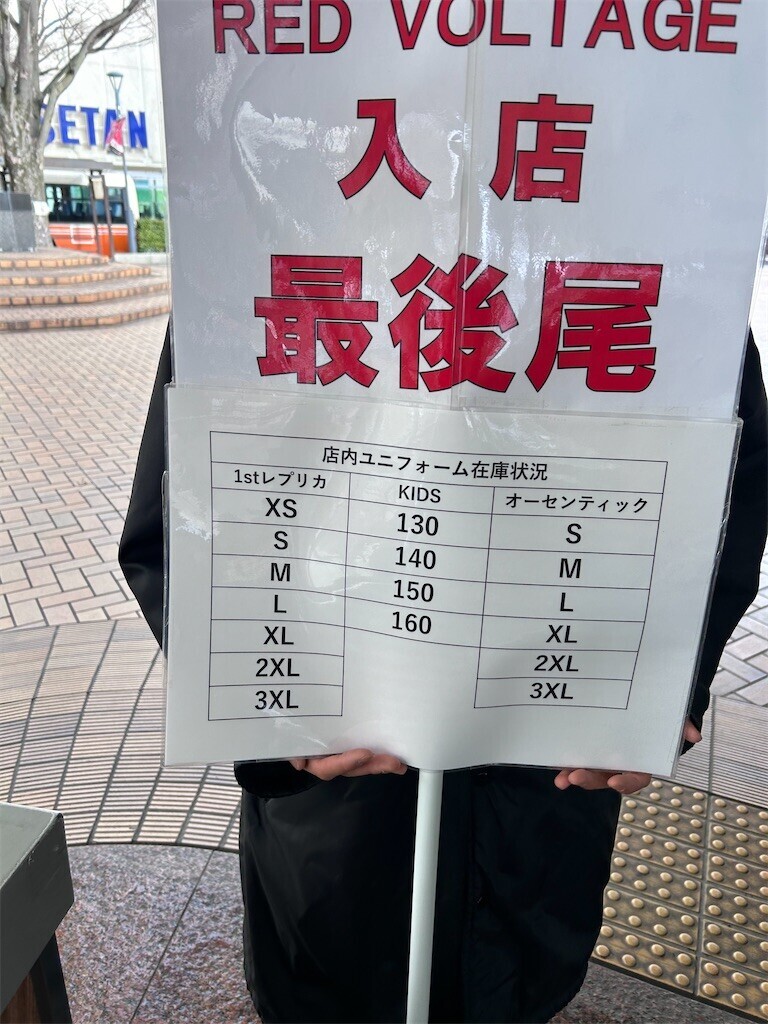 RED VOLTAGE
入店
最後尾
ETAN
店内ユニフォーム在庫状況
1stレプリカ KIDS オーセンティック
XS 130 S
S 140 M
M 150 L
L 160 XL
XL 2XL
2XL 3XL
3XL